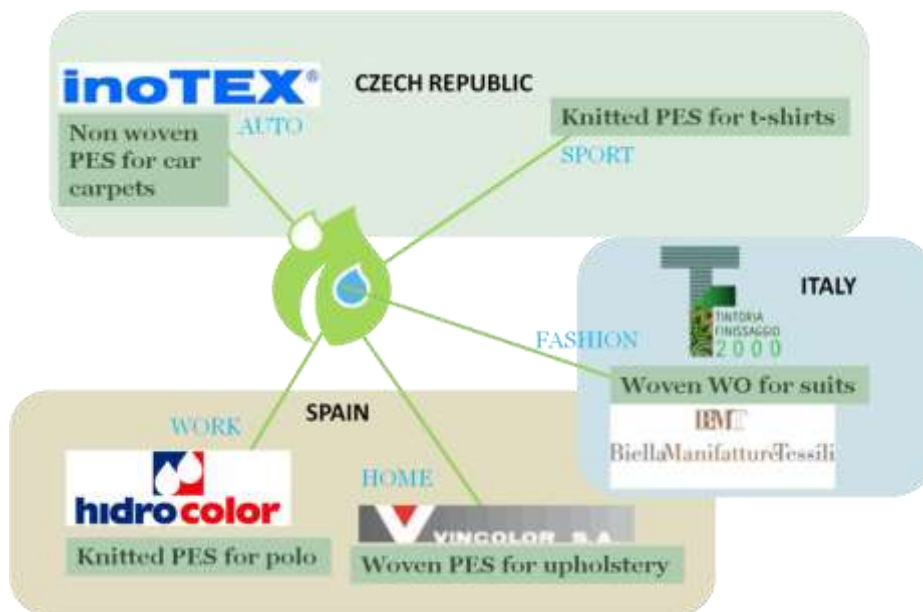 inoTEX®
CZECH REPUBLIC
AUTO
Non woven
PES for car
carpets
Knitted PES for t-shirts
SPORT
ITALY
TINTORIA
FINISSAGGIO
2000
FASHION
Woven WO for suits
BMT
BiellaManifattureTessili
SPAIN
WORK
hidrocolor
Knitted PES for polo
HOME
VINCOLOR S.A
Woven PES for upholstery